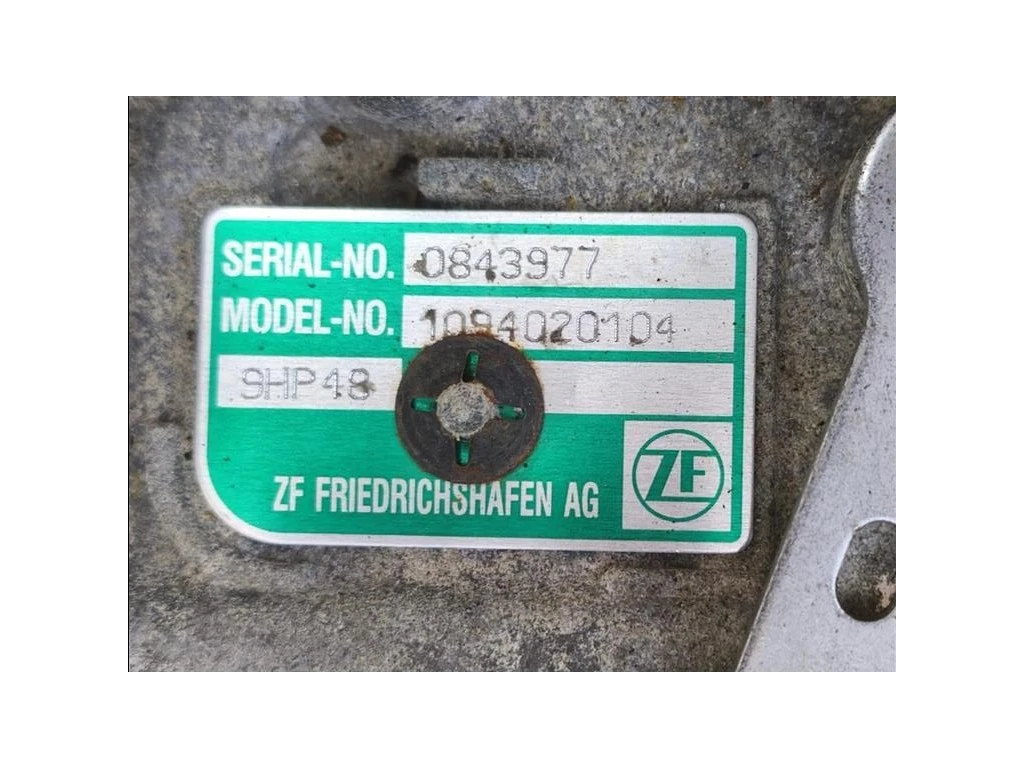 SERIAL-NO. 0843977
MODEL-NO. 1094020104
9HP48
ZF FRIEDRICHSHAFEN AG
ZF